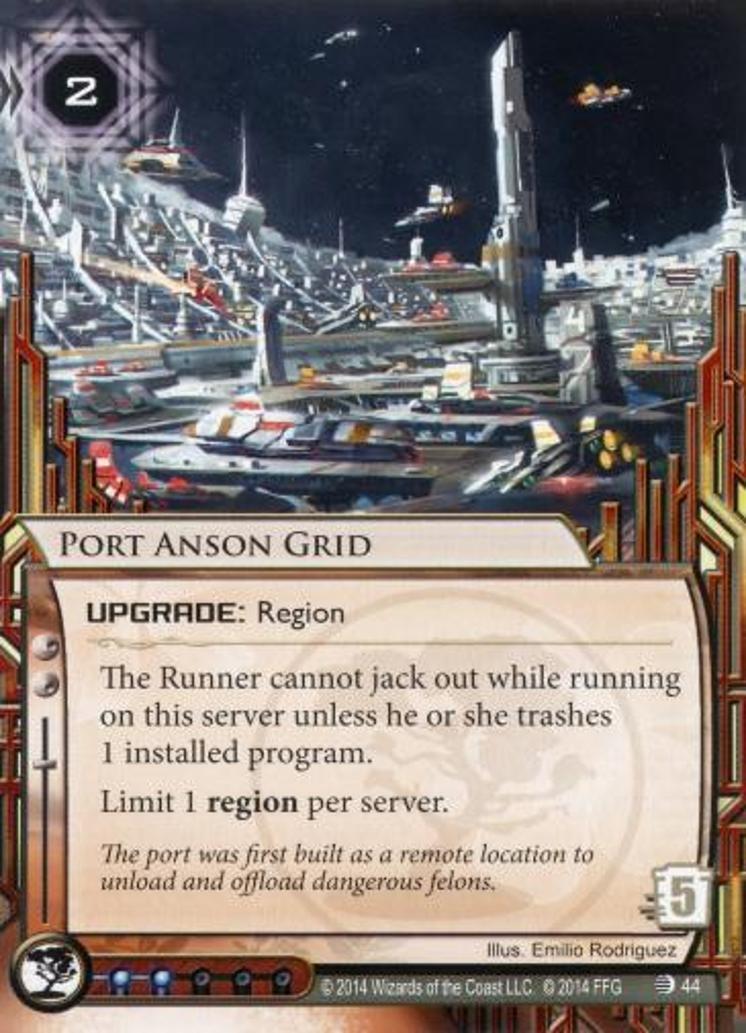 2
PORT ANSON GRID
UPGRADE: Region
The Runner cannot jack out while running
on this server unless he or she trashes
1 installed program.
Limit 1 region per server.
The port was first built as a remote location to
unload and offload dangerous felons.
5
Illus. Emilio Rodriguez
© 2014 Wizards of the Coast LLC. © 2014 FFG 44